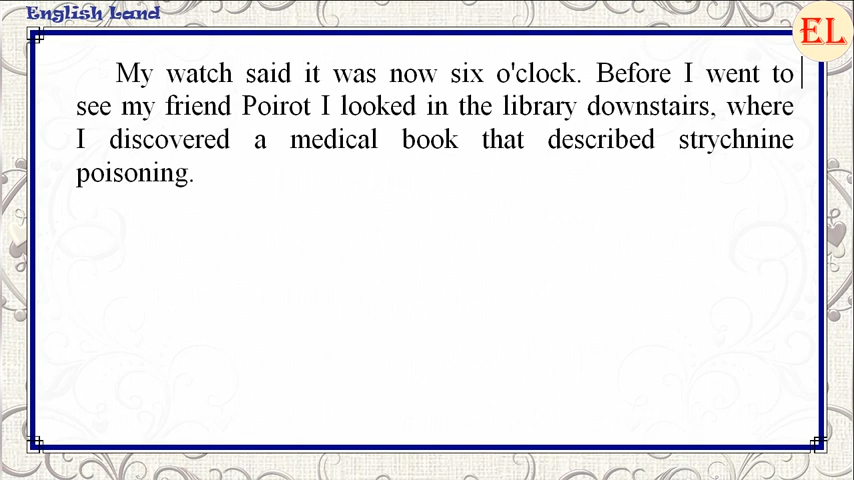 English Land
EL
My watch said it was now six o'clock. Before I went to
see my friend Poirot I looked in the library downstairs, where
I discovered a medical book that described strychnine
poisoning.